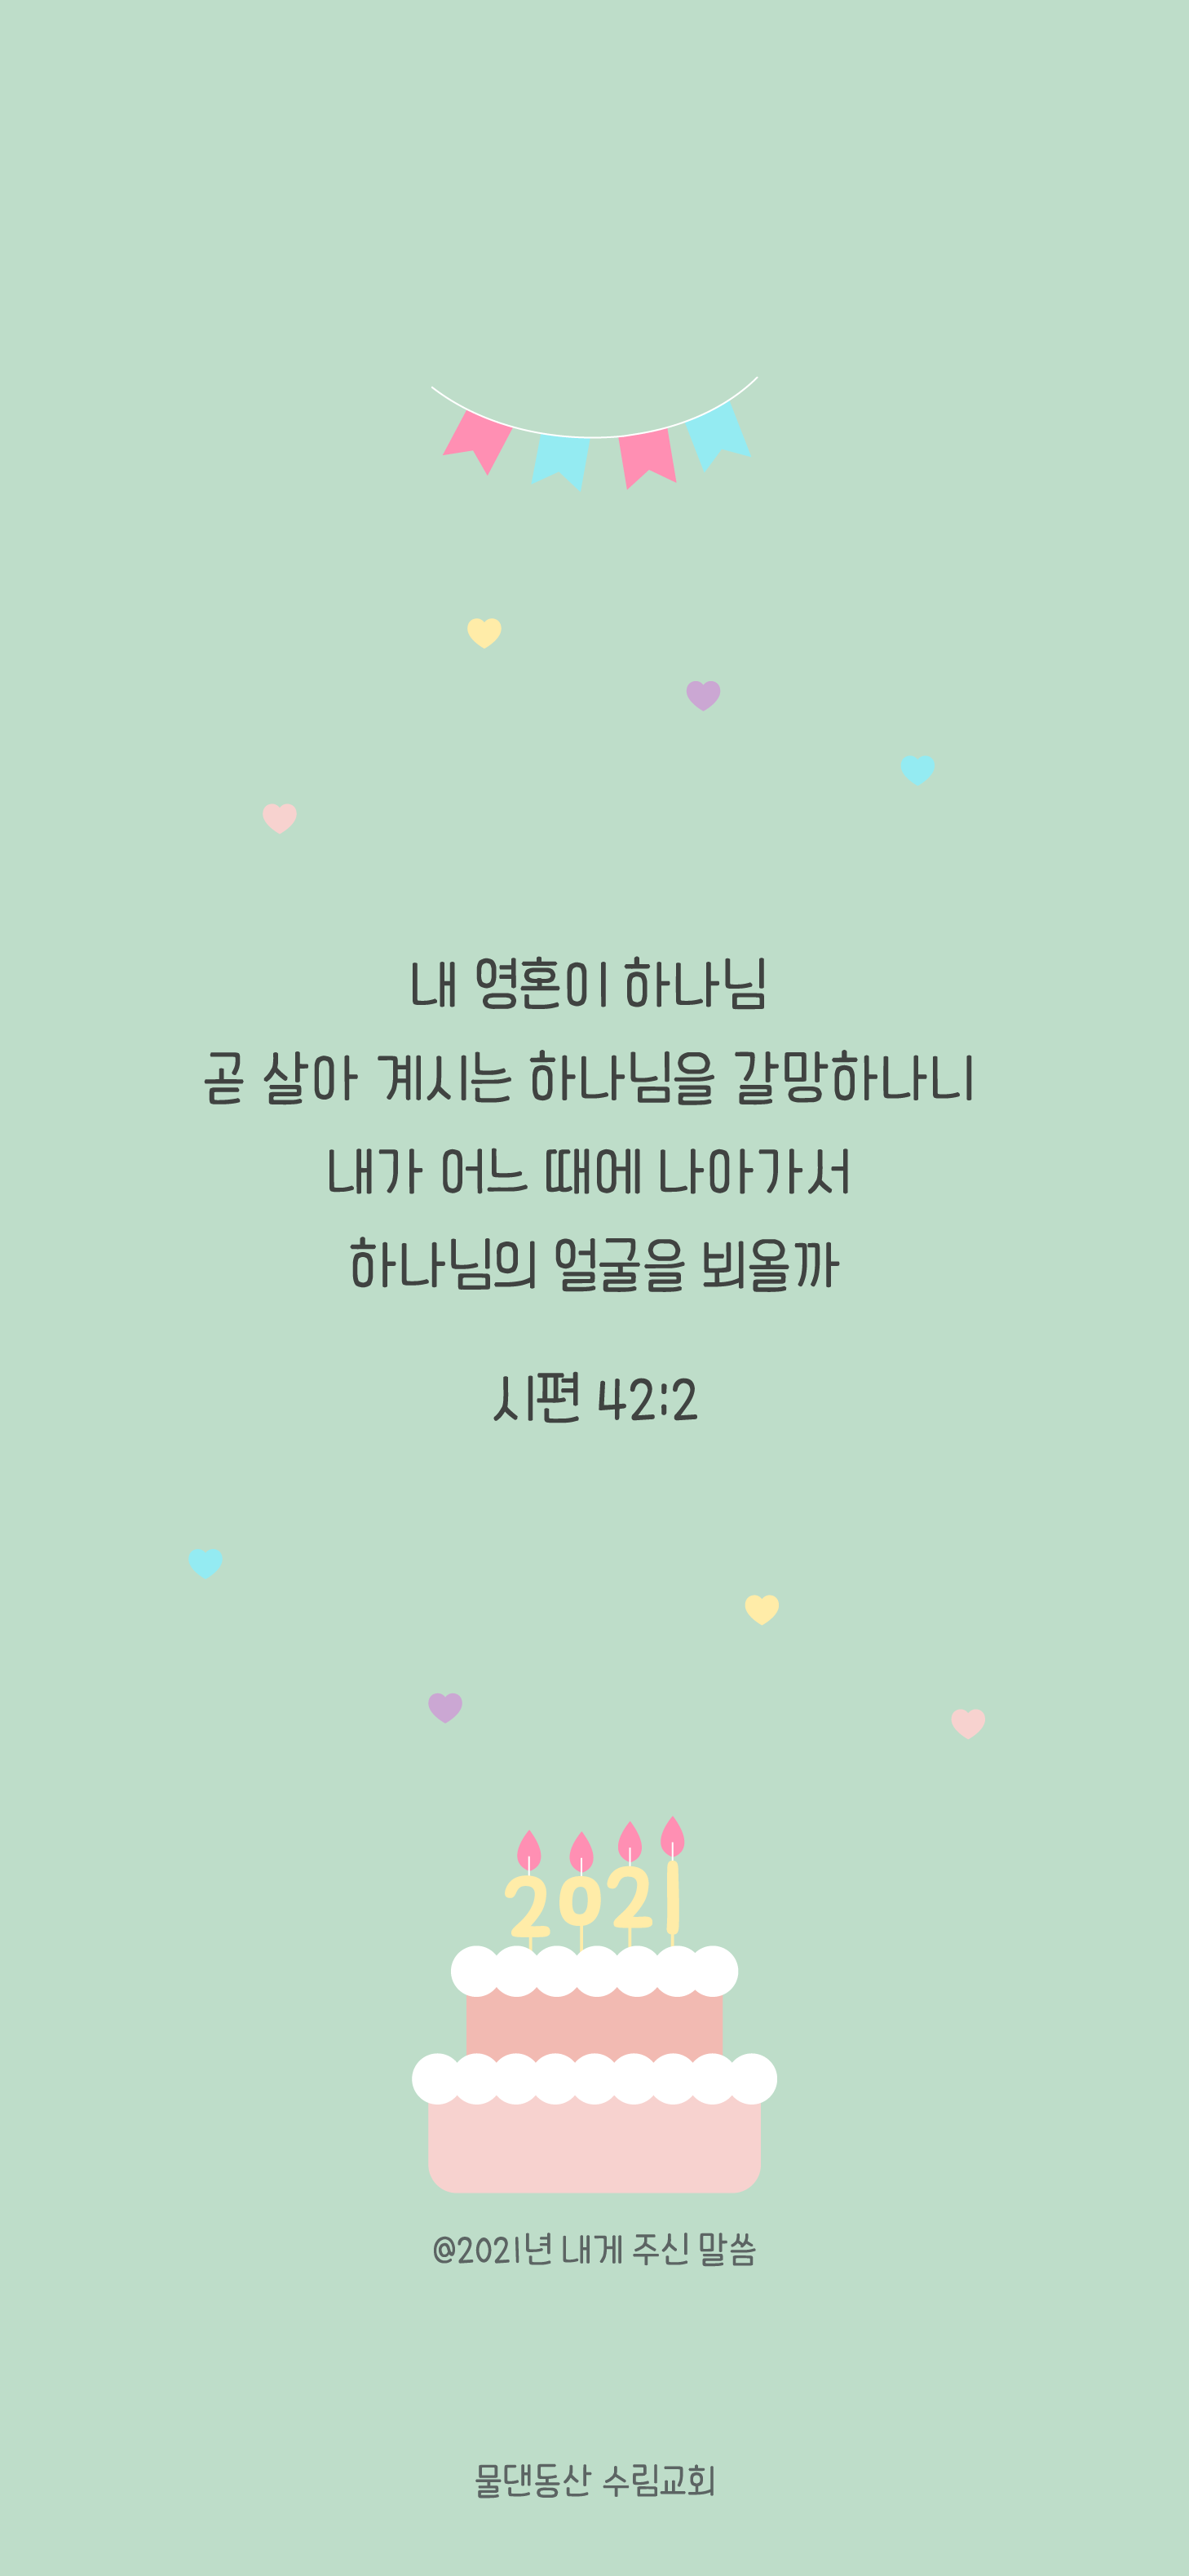 내 영혼이 하나님
곧 살아 계시는 하나님을 갈망하나니
내가 어느 때에 나아가서
하나님의 얼굴을 뵈올까
시편 42:2
2021
@2021년 내게 주신 말씀
물댄동산 수림교회